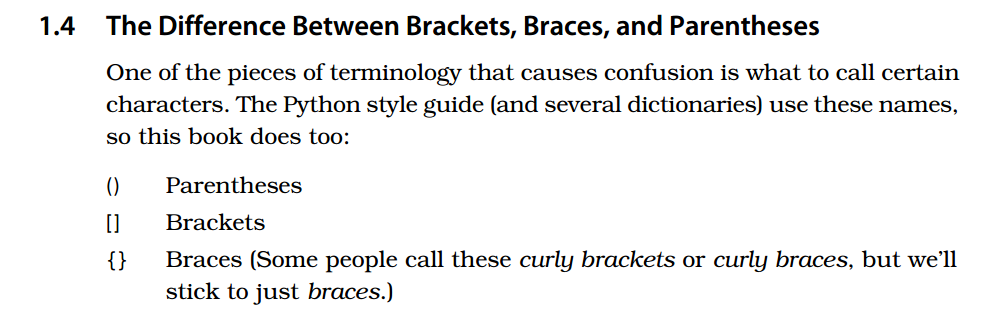 1.4 The Difference Between Brackets, Braces, and Parentheses
One of the pieces of terminology that causes confusion is what to call certain
characters. The Python style guide (and several dictionaries) use these names,
so this book does too:
() Parentheses
[] Brackets
{} Braces (Some people call these curly brackets or curly braces, but we’ll
stick to just braces.)